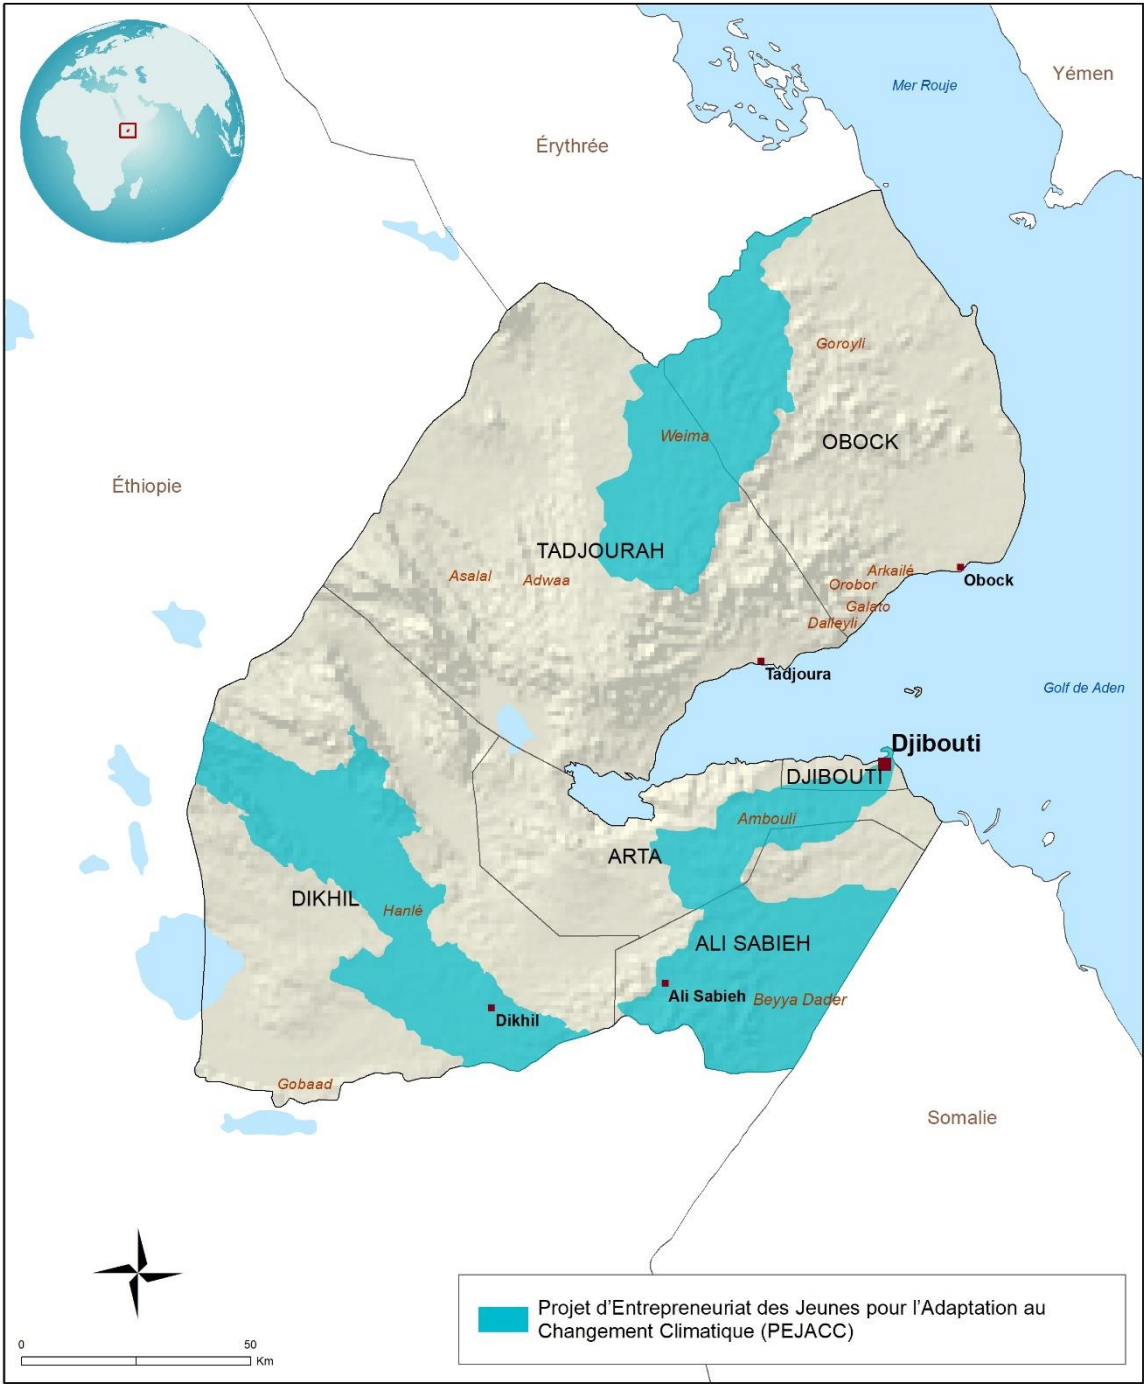 Mer Rouje
Yémen
Érythrée
Goroyli
Weima
OBOCK
Éthiopie
TADJOURAH
Asalal
Adwaa
Arkailé
Orobor
Obock
Galato
Dalleyli
Tadjoura
Golf de Aden
Djibouti
DJIBOUTI
Ambouli
ARTA
DIKHIL
Hanlé
ALI SABIEH
Ali Sabieh
Beyya Dader
Dikhil
Gobaad
Somalie
Projet d'Entrepreneuriat des Jeunes pour l'Adaptation au
Changement Climatique (PEJACC)
0 50
Km